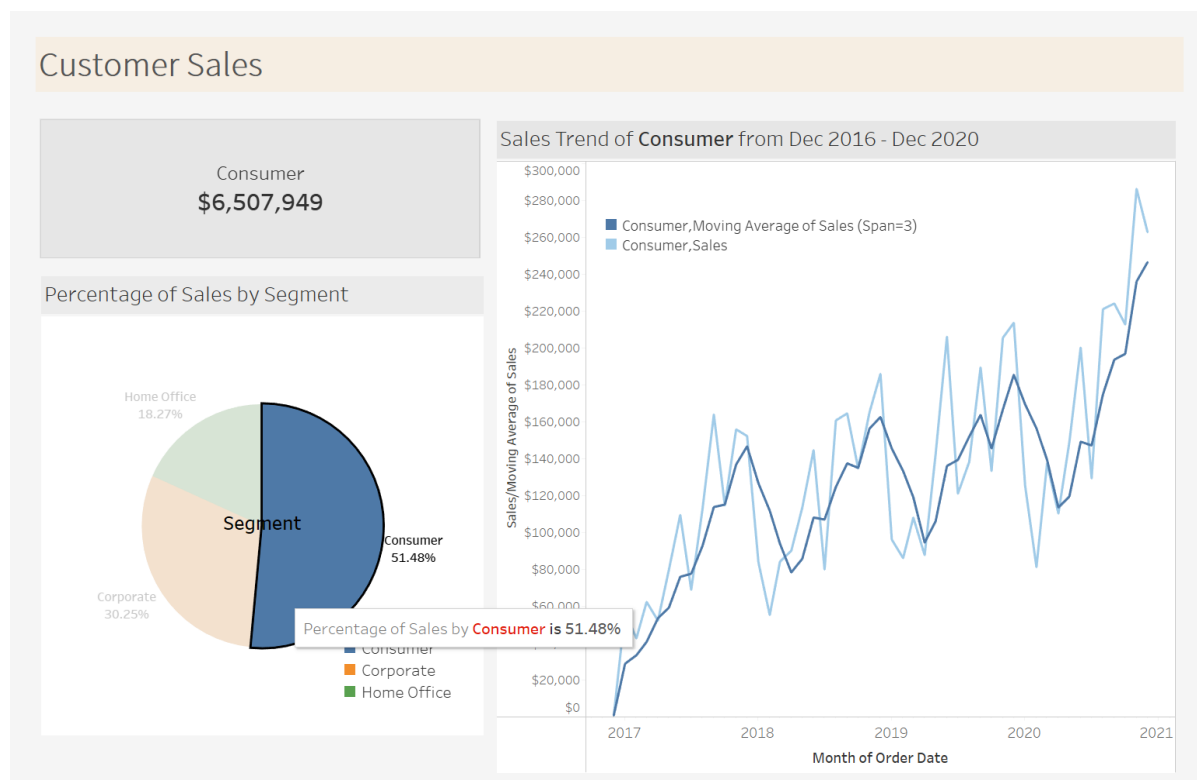 Customer Sales
Consumer
$6,507,949
Percentage of Sales by Segment
Home Office
18.27%
Segment
Consumer
51.48%
Corporate
30.25%
Percentage of Sales by Consumer is 51.48%
Consumer
Corporate
Home Office
Sales Trend of Consumer from Dec 2016 - Dec 2020
$300,000
$280,000
$260,000
$240,000
$220,000
$200,000
$180,000
$160,000
$140,000
$120,000
$100,000
$80,000
$60,000
$20,000
$0
Sales/Moving Average of Sales
Consumer,Moving Average of Sales (Span=3)
Consumer,Sales
2017
2018
2019
2020
2021
Month of Order Date